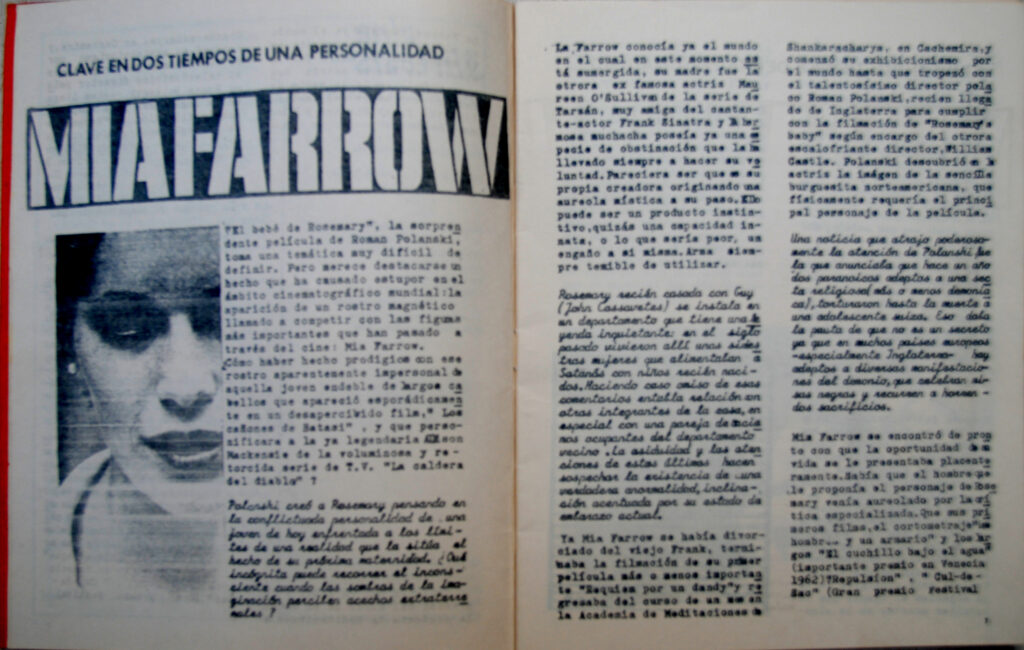 CLAVE EN DOS TIEMPOS DE UNA PERSONALIDAD
MIA FARROW
"El bebé de Rosemary", la sorpren
dente película de Roman Polanski,
toma una temática muy difícil de
definir. Pero merece destacarse un
hecho que ha causado estupor en el
ámbito cinematográfico mundial:la
aparición de un rostro magnético
llamado a competir con las figuras
más importantes que han pasado a
través del cine: Mia Farrow.
Cómo haber hecho prodigios con ese
rostro aparentemente impersonal de
aquella joven endeble de largos ca
bellos que apareció esporádicamen
te en un desapercibido film," Los
cañones de Batasi" , y que perso-
nificara a la ya legendaria
Mackensie de la voluminosa y re-
torcida serie de T.V. "La caldera
del diablo" ?
Polanski creó a Rosemary pensando en
la conflictuada personalidad de una
joven de hoy enfrentada a los lími-
tes de una realidad que la sitúa el
hecho de su próxima maternidad. ¿Qué
incógnita puede recorrer el incons-
ciente cuando las sombras de la ima-
ginación perciben acechos extraterre
nales ?
La Farrow conocía ya el mundo
en el cual en este momento es
tá sumergida, su madre fue la
otrora ex famosa actriz Mau
reen O'Sullivan de la serie de
Tarzán, muy amiga del cantan-
te-actor Frank Sinatra y la her
mosa muchacha poseía ya una es
pecie de obstinación que la ha
llevado siempre a hacer su vo
luntad.Pareciera ser que es su
propia creadora originando una
aureola mística a su paso.Ello
puede ser un producto instin-
tivo,quizás una capacidad in-
nata, o lo que sería peor, un
engaño a sí misma.Arma siem-
pre temible de utilizar.
Rosemary recién casada con Guy
(John Cassavetes) se instala en
un departamento que tiene una le
yenda inquietante: en el siglo
pasado vivieron allí unas sinies
tras mujeres que alimentaban a
Satanás con niños recién naci-
dos.Haciendo caso omiso de esos
comentarios entabla relación con
otros integrantes de la casa, en
especial con una pareja de
nos ocupantes del departamento
vecino. La asiduidad y las aten
ciones de estos últimos hacen
sospechar la existencia de una
verdadera anormalidad, inclina-
ción acentuada por su estado de
embarazo actual.
Ya Mia Farrow se había divor-
ciado del viejo Frank, termi-
naba la filmación de su primer
película más o menos importan
te "Requiem por un dandy"y re
gresaba del curso de un mes en
la Academia de Meditaciones de
Shankaracharya, en Cachemira,y
comenzó su exhibicionismo por
el mundo hasta que tropezó con
el talentosísimo director pola
co Roman Polanski,recien llega
do de Inglaterra para cumplir
con la filmación de "Rosemary's
baby" según encargo del otrora
escalofriante director,William
Castle. Polanski descubrió en la
actriz la imágen de la sencilla
burguesita norteamericana, que
físicamente requería el princi
pal personaje de la película.
Una noticia que atrajo poderosa-
mente la atención de Polanski fue
la que anunciaba que hace un año
dos paranoicos adeptos a una sec
ta religiosa(más o menos demonía
ca), torturaron hasta la muerte a
una adolescente suiza. Eso daba
la pauta de que no es un secreto
ya que en muchos países europeos
-especialmente Inglaterra- hay
adeptos a diversas manifestacio-
nes del demonio, que celebran mi-
sas negras y recurren a horren-
dos sacrificios.
Mia Farrow se encontró de pron
to con que la oportunidad de su
vida se le presentaba placente-
ramente.Sabía que el hombre que
le proponía el personaje de Rose
mary venía aureolado por la crí
tica especializada.Que sus pri
meros films,el cortometraje"
hombres y un armario" y los lar
gos "El cuchillo bajo el agua"
(importante premio en Venecia
1962)"Repulsion" , " Cul-de-
Sac" (Gran premio Festival